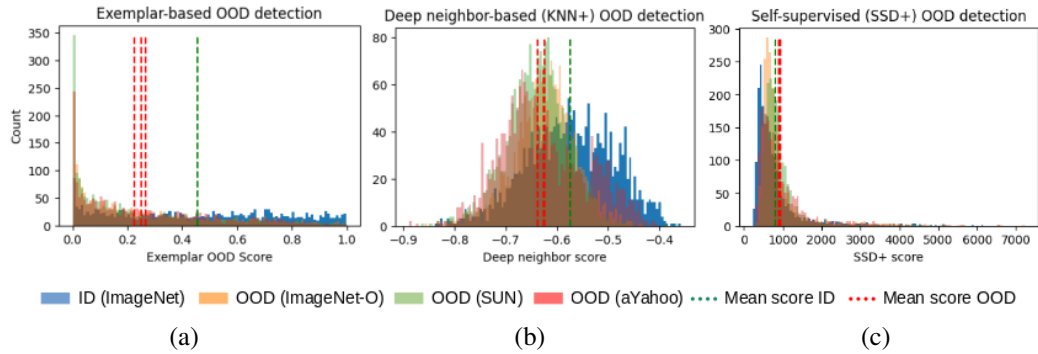 Exemplar-based OOD detection
Deep neighbor-based (KNN+) OOD detection
Self-supervised (SSD+) OOD detection
350
300
250
200
150
100
50
0
Count
0.0 0.2 0.4 0.6 0.8 1.0
Exemplar OOD Score
80
60
40
20
0
−0.9 −0.8 −0.7 −0.6 −0.5 −0.4
Deep neighbor score
300
250
200
150
100
50
0
0 1000 2000 3000 4000 5000 6000 7000
SSD+ score
ID (ImageNet) OOD (ImageNet-O) OOD (SUN) OOD (aYahoo) Mean score ID Mean score OOD
(a) (b) (c)